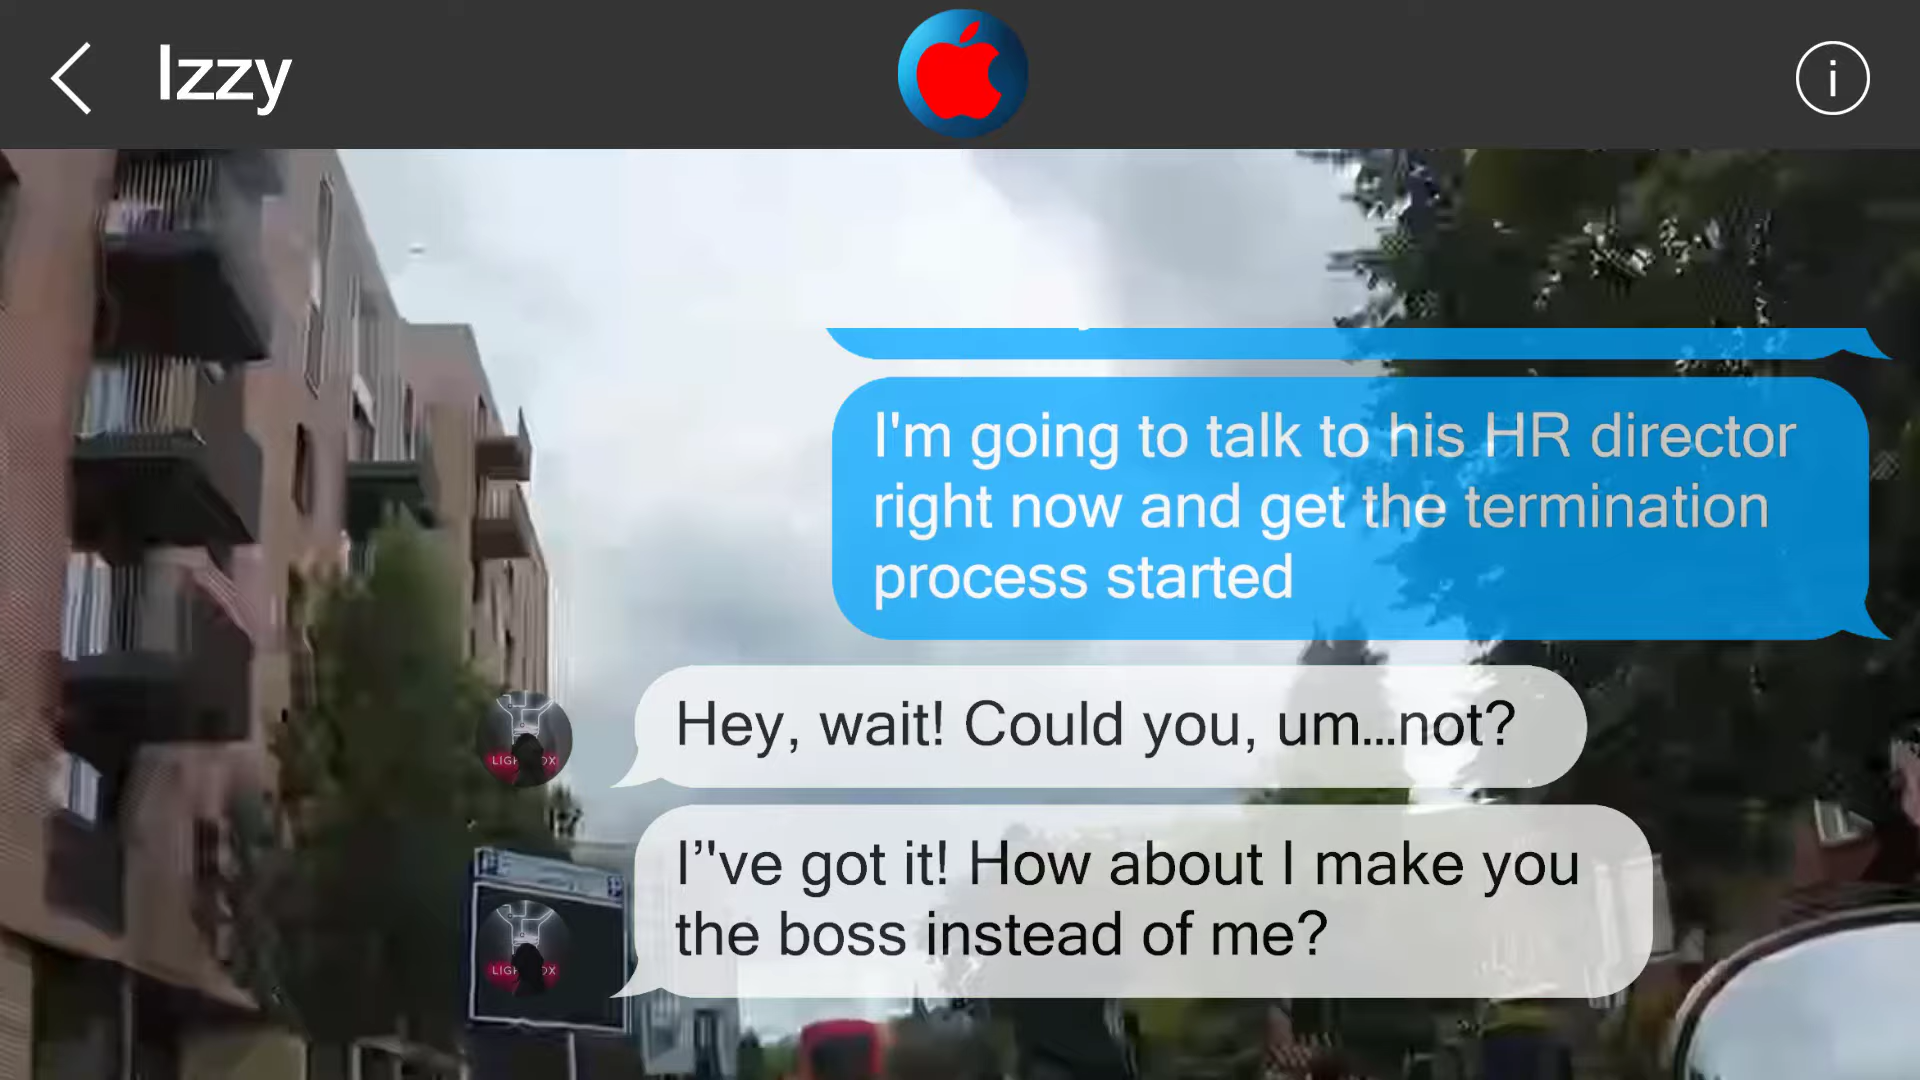 Izzy
i
I'm going to talk to his HR director
right now and get the termination
process started
Hey, wait! Could you, um...not?
I’"ve got it! How about I make you
the boss instead of me?